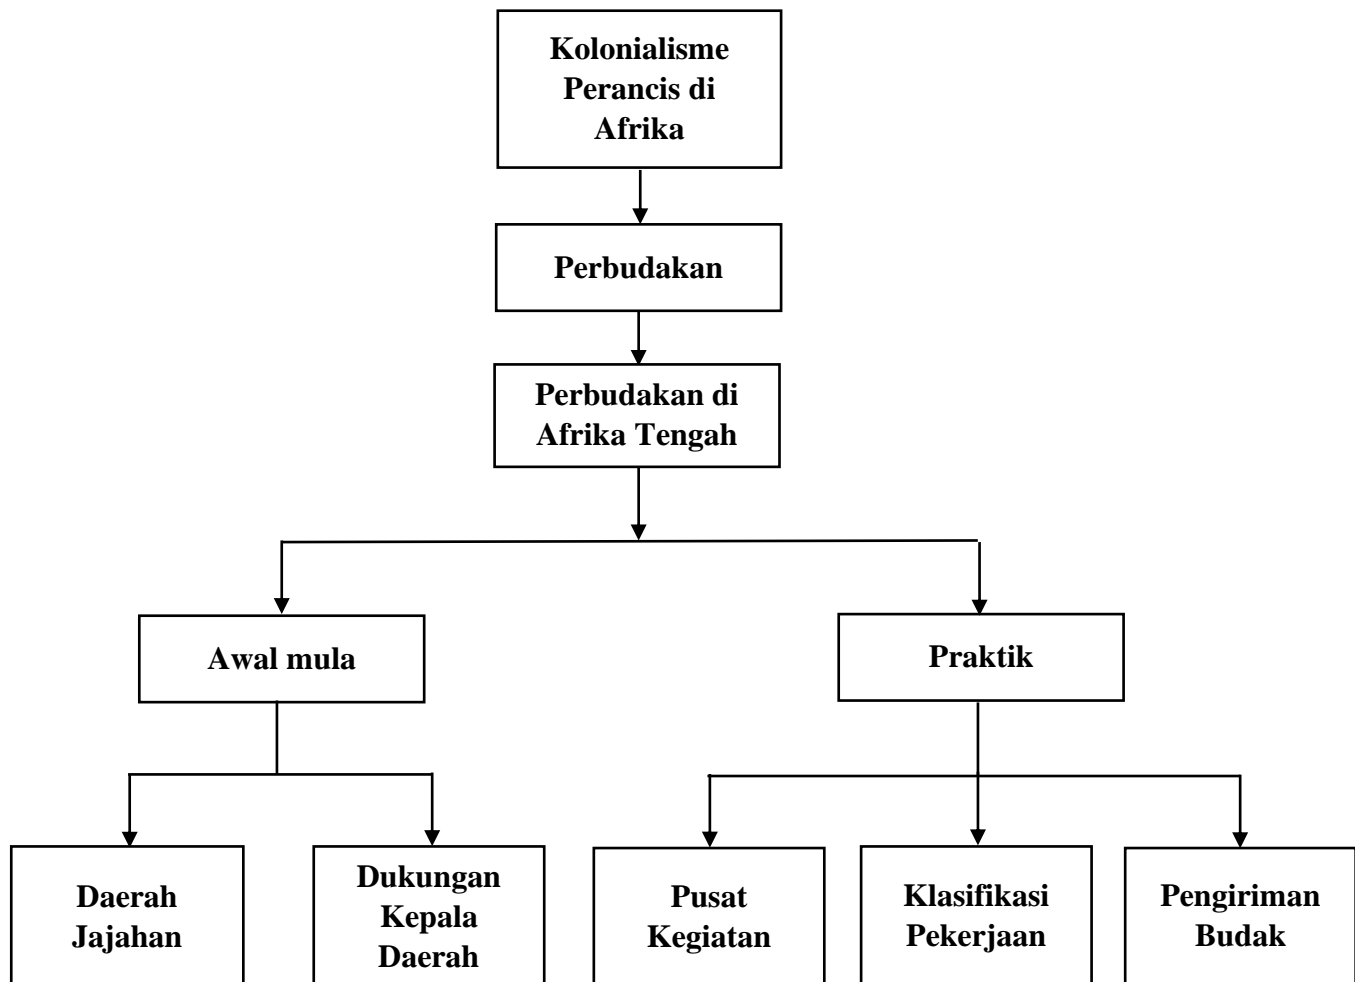 Kolonialisme
Perancis di
Afrika
Perbudakan
Perbudakan di
Afrika Tengah
Awal mula
Praktik
Daerah
Jajahan
Dukungan
Kepala
Daerah
Pusat
Kegiatan
Klasifikasi
Pekerjaan
Pengiriman
Budak